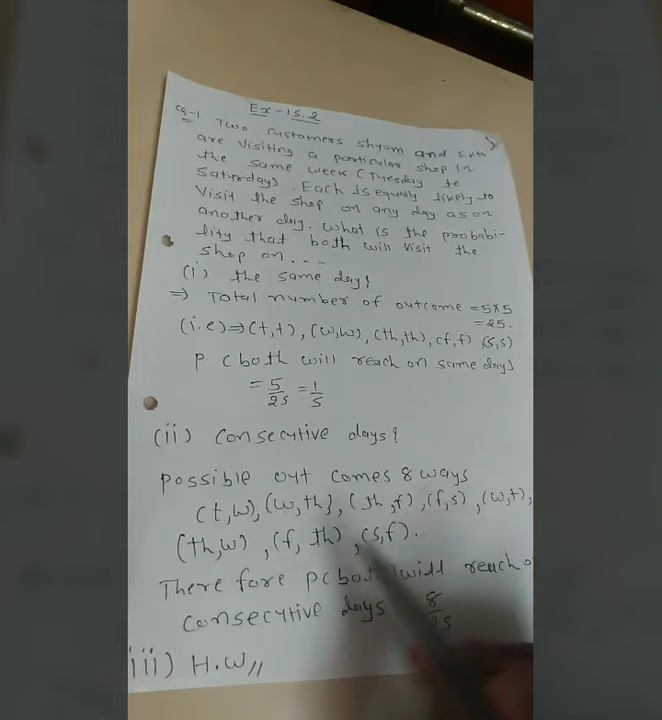 Ex-15.2
Q-1 Two customers shyam and Ekta
are visiting a particular shop in
the same week (Tuesday to
Saturday). Each is equally likely to
Visit the shop on any day as on
another day. What is the probabi-
lity that both will visit the
shop on...-
(i) the same day?
⇒ Total number of outcome = 5×5
= 25.
(i.e) ⇒ (t,t), (w,w), (th,th), (f,f) (s,s)
P (both will reach on same day)
= 5/25 = 1/5
(ii) Consecutive days?
Possible out comes 8 ways
(t,w), (w,th), (th,f), (f,s), (w,t),
(th,w), (f,th), (s,f).
There fore P(both) will reach
consecutive days 8
iii) H.W//